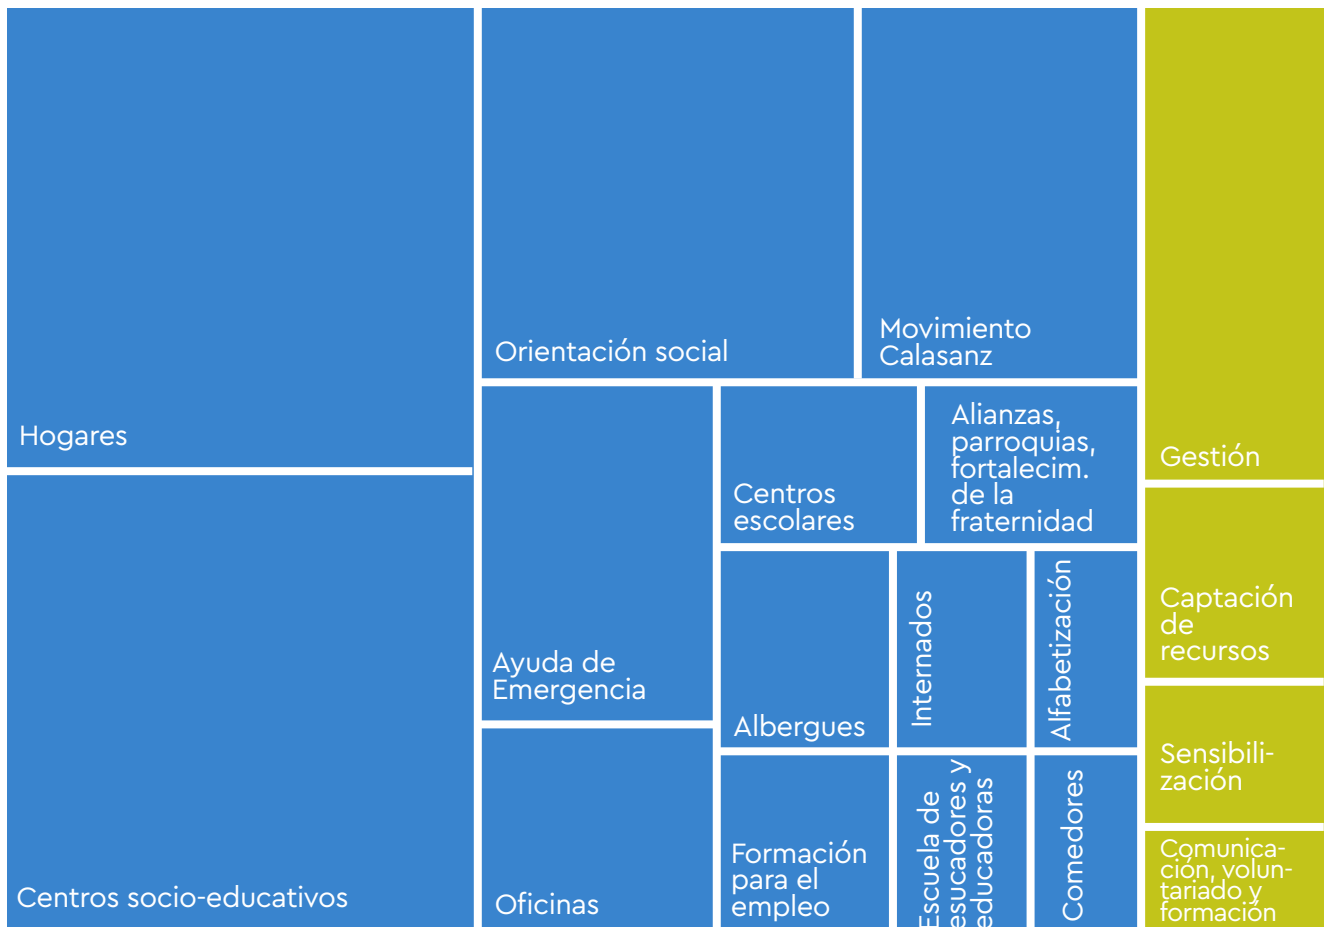 Hogares
Centros socio-educativos
Orientación social
Movimiento
Calasanz
Ayuda de
Emergencia
Oficinas
Centros
escolares
Alianzas,
parroquias,
fortalecim.
de la
fraternidad
Albergues
Internados
Alfabetización
Formación
para el
empleo
Escuela de
esucadores y
educadoras
Comedores
Gestión
Captación
de
recursos
Sensibili-
zación
Comunica-
ción, volun-
tariado y
formación